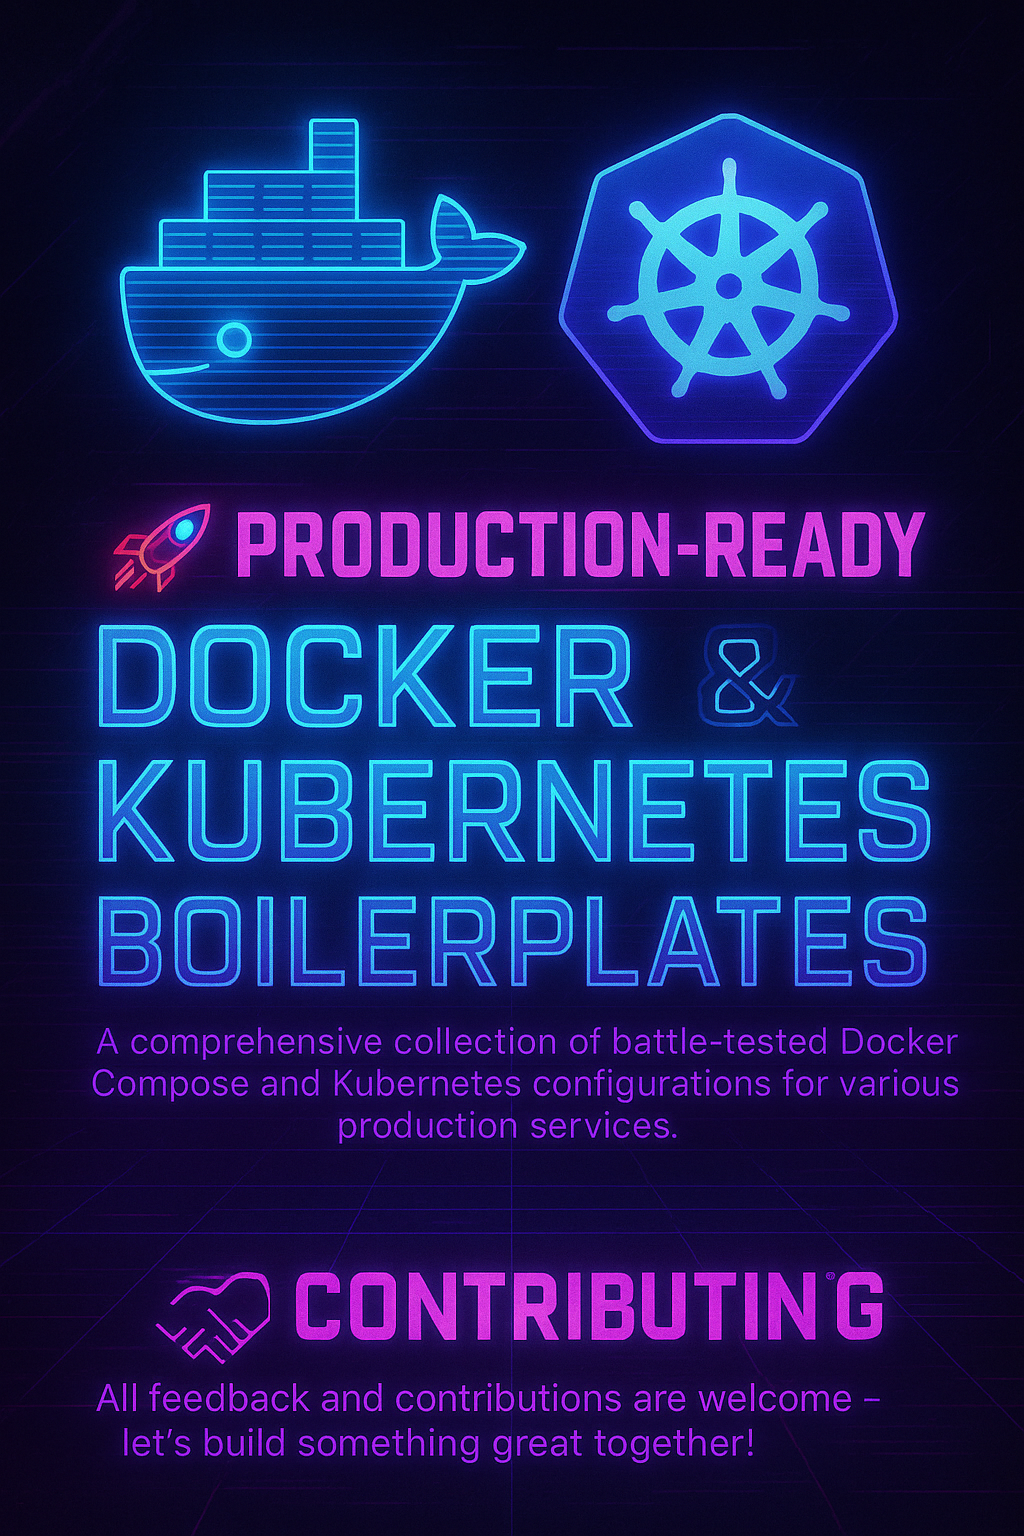 PRODUCTION-READY
DOCKER &
KUBERNETES
BOILERPLATES
A comprehensive collection of battle-tested Docker
Compose and Kubernetes configurations for various
production services.
CONTRIBUTIN®G
All feedback and contributions are welcome –
let's build something great together!